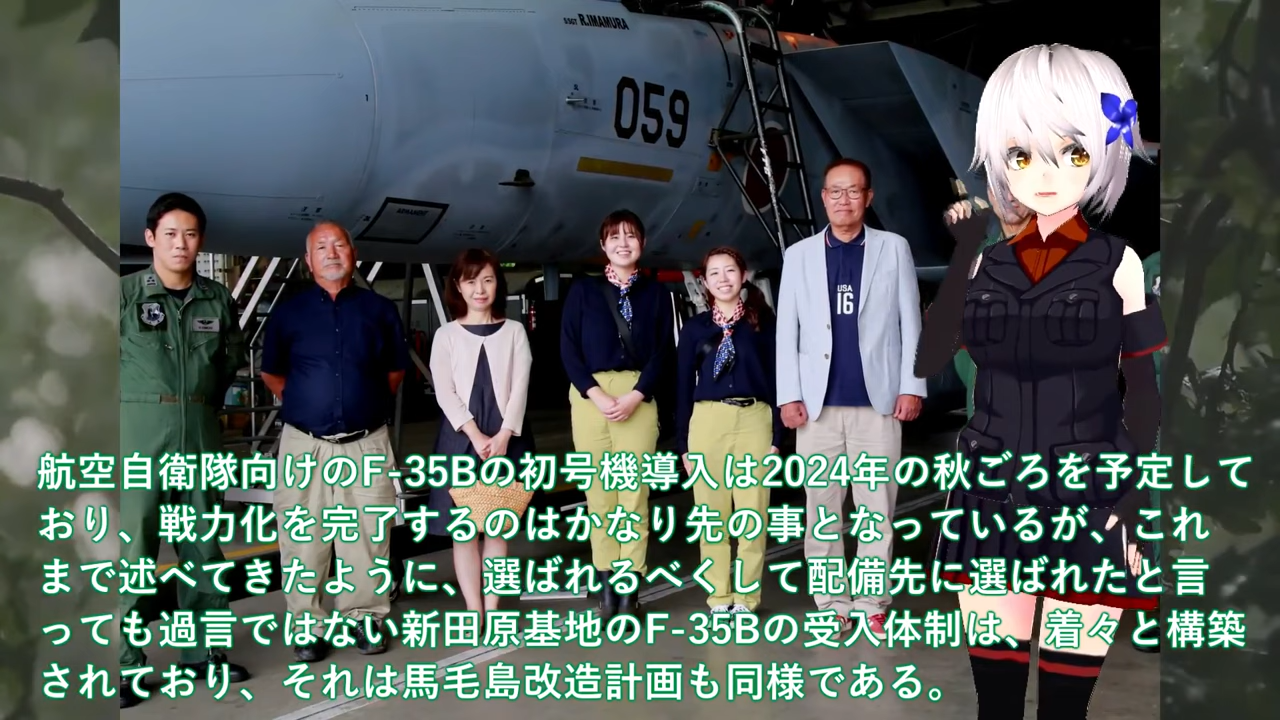 SSGT R.IMAMURA
059
USA
16
航空自衛隊向けのF-35Bの初号機導入は2024年の秋ごろを予定して
おり、戦力化を完了するのはかなり先の事となっているが、これ
まで述べてきたように、選ばれるべくして配備先に選ばれたと言
っても過言ではない新田原基地のF-35Bの受入体制は、着々と構築
されており、それは馬毛島改造計画も同様である。